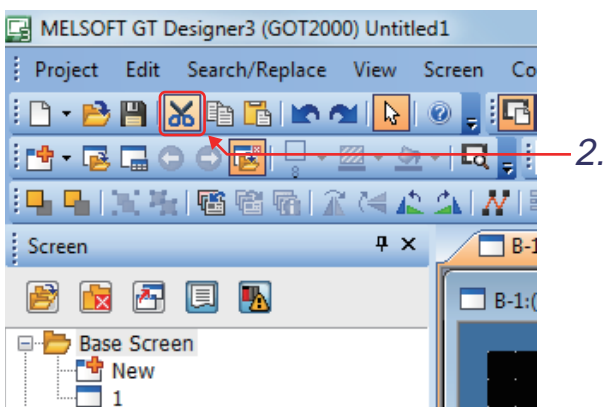 MELSOFT GT Designer3 (GOT2000) Untitled1
Project Edit Search/Replace View Screen Co
2.
Screen
B-1
B-1:(
Base Screen
New
1